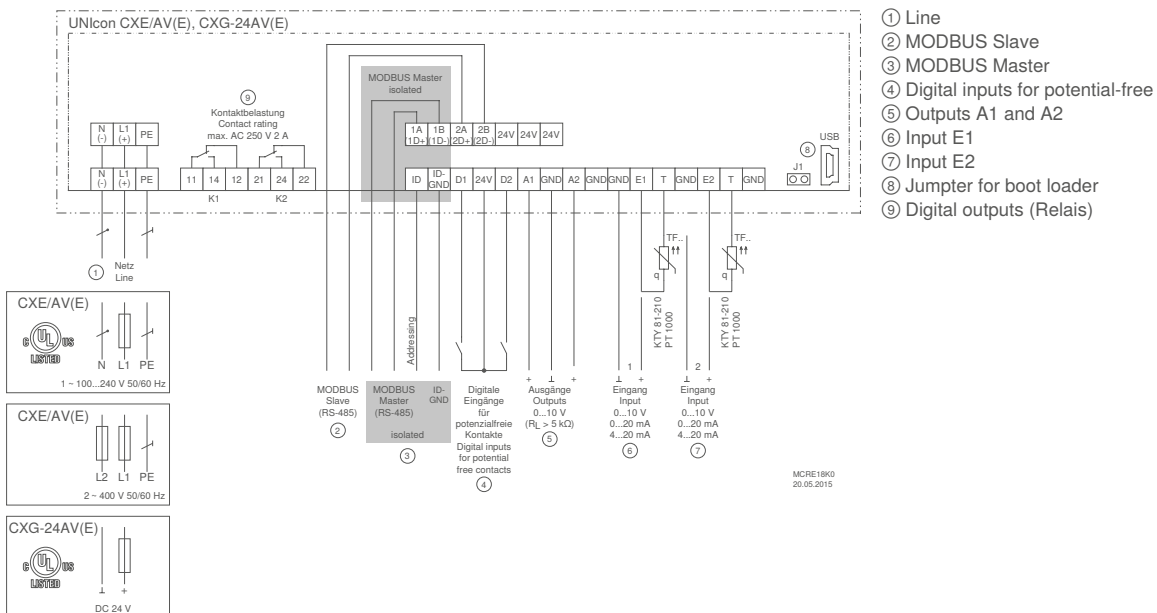 UNIcon CXE/AV(E), CXG-24AV(E)
MODBUS Master
isolated
⑨
Kontaktbelastung
Contact rating
max. AC 250 V 2 A
N (-) L1 (+) PE
1A (1D+) 1B (1D-) 2A (2D+) 2B (2D-) 24V 24V 24V
N (-) L1 (+) PE
11 14 12 21 24 22
K1 K2
ID ID-GND D1 24V D2 A1 GND A2 GND GND E1 T GND E2 T GND
⑧ USB
J1
① Netz
Line
TF..
q
KTY 81-210
PT 1000
TF..
q
KTY 81-210
PT 1000
Addressing
MODBUS
Slave
(RS-485)
②
MODBUS
Master
(RS-485)
ID-
GND
isolated
③
Digitale
Eingänge
für
potenzialfreie
Kontakte
Digital inputs
for potential
free contacts
④
+ ⊥ +
Ausgänge
Outputs
0...10 V
(RL > 5 kΩ)
⑤
1
⊥ +
Eingang
Input
0...10 V
0...20 mA
4...20 mA
⑥
2
⊥ +
Eingang
Input
0...10 V
0...20 mA
4...20 mA
⑦
MCRE18K0
20.05.2015
CXE/AV(E)
C UL US
LISTED
N L1 PE
1 ~ 100...240 V 50/60 Hz
CXE/AV(E)
L2 L1 PE
2 ~ 400 V 50/60 Hz
CXG-24AV(E)
C UL US
LISTED
⊥ +
DC 24 V
① Line
② MODBUS Slave
③ MODBUS Master
④ Digital inputs for potential-free
⑤ Outputs A1 and A2
⑥ Input E1
⑦ Input E2
⑧ Jumpter for boot loader
⑨ Digital outputs (Relais)